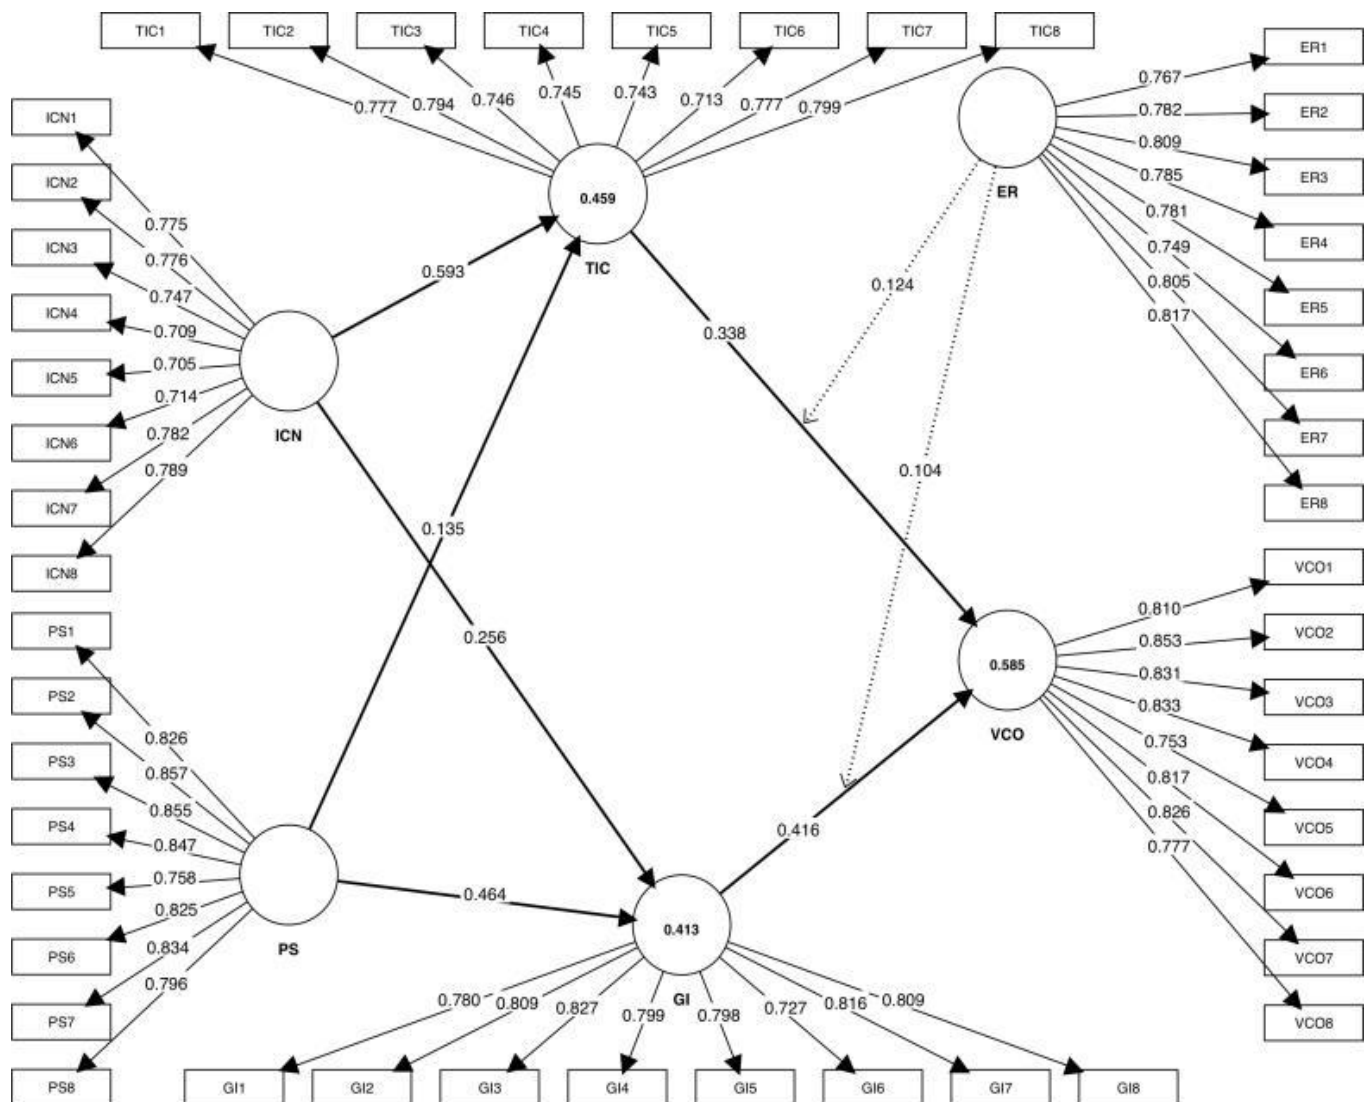 TIC1 TIC2 TIC3 TIC4 TIC5 TIC6 TIC7 TIC8
0.777 0.794 0.746 0.745 0.743 0.713 0.777 0.799
0.459
TIC
ER1
ER2
ER3
ER4
ER5
ER6
ER7
ER8
0.767
0.782
0.809
0.785
0.781
0.749
0.805
0.817
ER
ICN1
ICN2
ICN3
ICN4
ICN5
ICN6
ICN7
ICN8
0.775
0.776
0.747
0.709
0.705
0.714
0.782
0.789
ICN
0.593
0.124
0.338
0.104
0.135
0.256
PS1
PS2
PS3
PS4
PS5
PS6
PS7
PS8
0.826
0.857
0.855
0.847
0.758
0.825
0.834
0.796
PS
0.464
0.416
VCO1
VCO2
VCO3
VCO4
VCO5
VCO6
VCO7
VCO8
0.810
0.853
0.831
0.833
0.753
0.817
0.826
0.777
0.585
VCO
0.413
GI
0.780 0.809 0.827 0.799 0.798 0.727 0.816 0.809
GI1 GI2 GI3 GI4 GI5 GI6 GI7 GI8